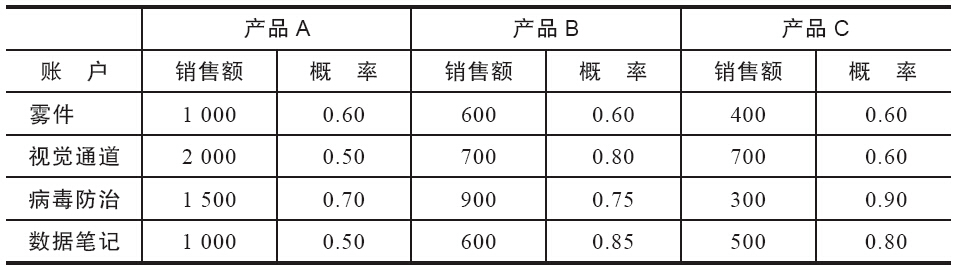 产品 A 产品 B 产品 C
账 户 销售额 概 率 销售额 概 率 销售额 概 率
雾件 1 000 0.60 600 0.60 400 0.60
视觉通道 2 000 0.50 700 0.80 700 0.60
病毒防治 1 500 0.70 900 0.75 300 0.90
数据笔记 1 000 0.50 600 0.85 500 0.80